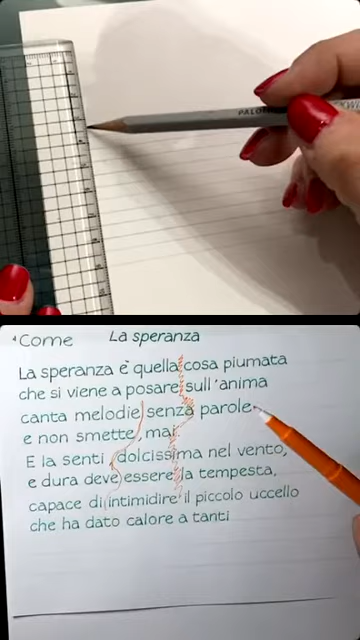 PALO
Come La speranza
La speranza è quella cosa piumata
che si viene a posare sull'anima
canta melodie senza parole
e non smette, mai.
E la senti dolcissima nel vento,
e dura deve essere la tempesta,
capace di intimidire il piccolo uccello
che ha dato calore a tanti